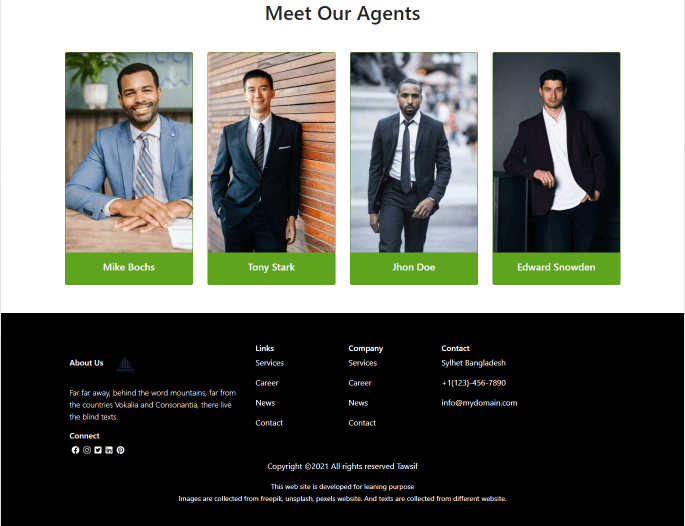 Meet Our Agents
Mike Bochs
Tony Stark
Jhon Doe
Edward Snowden
About Us
Far far away, behind the word mountains, far from
the countries Vokalia and Consonantia, there live
the blind texts.
Connect
Links
Services
Career
News
Contact
Company
Services
Career
News
Contact
Contact
Sylhet Bangladesh
+1(123)-456-7890
info@mydomain.com
Copyright ©2021 All rights reserved Tawsif
This web site is developed for leaning purpose
Images are collected from freepik, unsplash, pexels website. And texts are collected from different website.